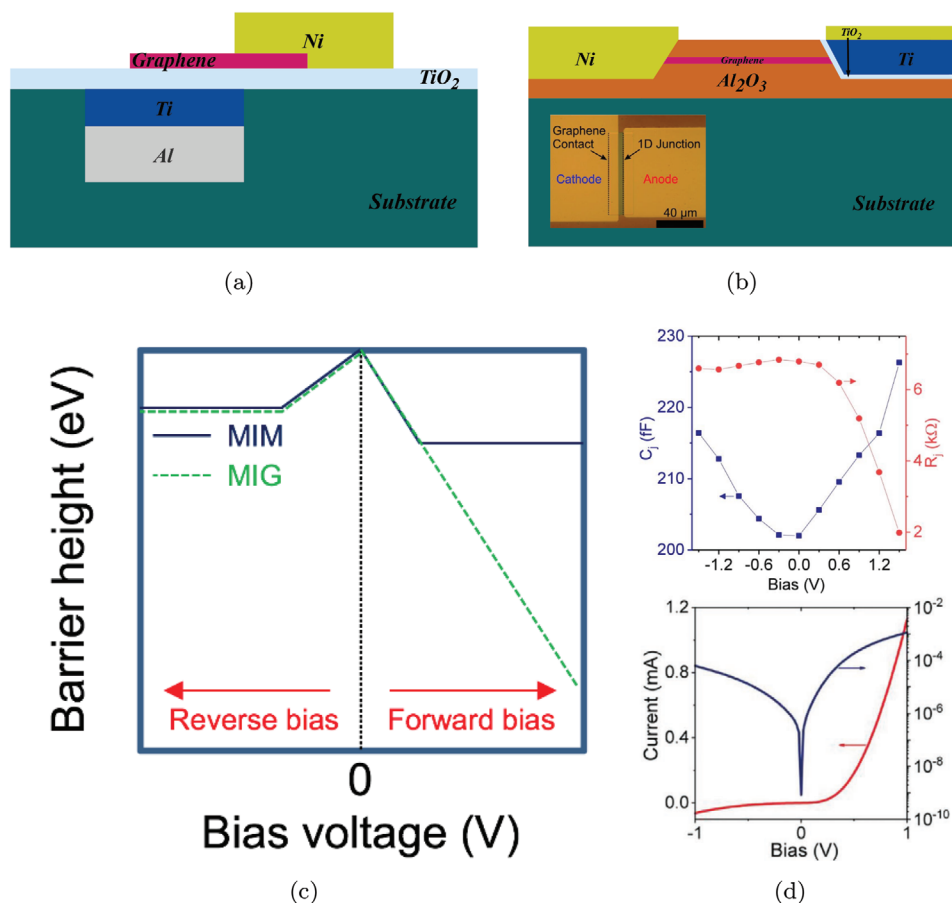 Ni
Graphene
TiO2
Ti
Al
Substrate
(a)
TiO2
Ni
Graphene
Ti
Al2O3
Graphene
Contact
1D Junction
Cathode
Anode
40 μm
Substrate
(b)
Barrier height (eV)
MIM
MIG
Reverse bias
Forward bias
0
Bias voltage (V)
(c)
Cj (fF)
230
220
210
200
-1.2 -0.6 0.0 0.6 1.2
Bias (V)
6
4
2
Rj (kΩ)
Current (mA)
1.2
0.8
0.4
0.0
-1 0 1
Bias (V)
10-2
10-4
10-6
10-8
10-10
(d)